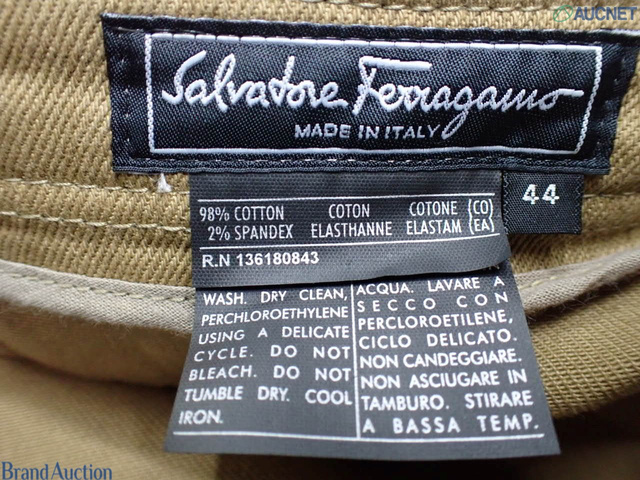 AUCNET
Salvatore Ferragamo
MADE IN ITALY
44
98% COTTON COTON COTONE (CO)
2% SPANDEX ELASTHANNE ELASTAM (EA)
R.N 136180843
WASH. DRY CLEAN,
PERCHLOROETHYLENE
USING A DELICATE
CYCLE. DO NOT
BLEACH. DO NOT
TUMBLE DRY. COOL
IRON.
ACQUA. LAVARE A
SECCO CON
PERCLOROETILENE,
CICLO DELICATO.
NON CANDEGGIARE.
NON ASCIUGARE IN
TAMBURO. STIRARE
A BASSA TEMP.
Brand Auction